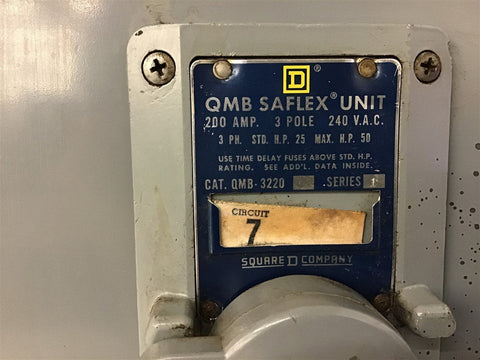 D ®
QMB SAFLEX® UNIT
200 AMP. 3 POLE 240 V.A.C.
3 PH. STD. H.P. 25 MAX. H.P. 50
USE TIME DELAY FUSES ABOVE STD. H.P.
RATING. SEE ADD'L. DATA INSIDE.
CAT. QMB-3220 SERIES 1
CIRCUIT
7
SQUARE D COMPANY